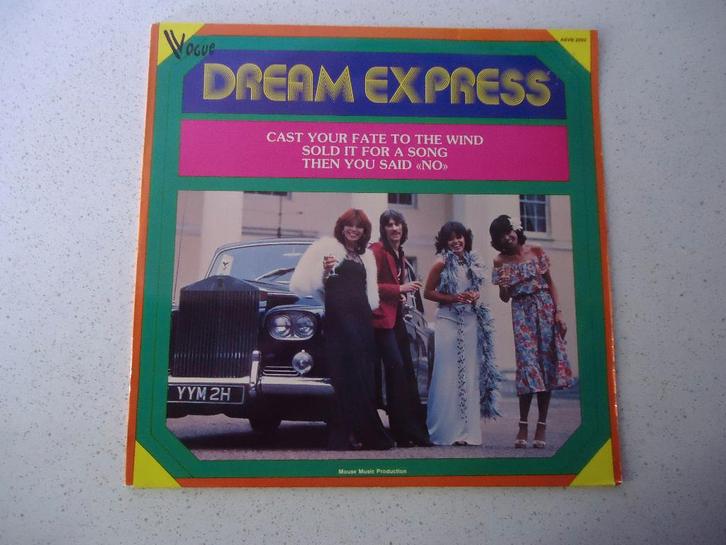 Vogue
DREAM EXPRESS
CAST YOUR FATE TO THE WIND
SOLD IT FOR A SONG
THEN YOU SAID «NO»
YYM 2H
Mouse Music Production